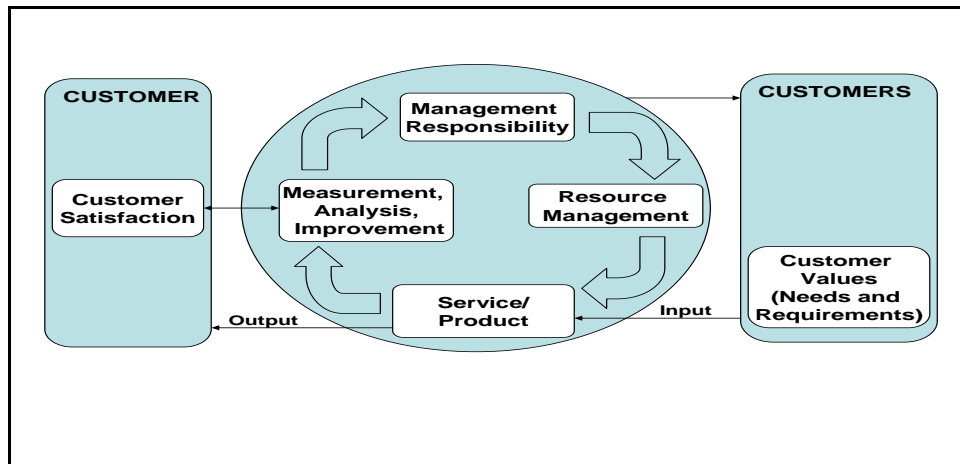 CUSTOMER
Customer
Satisfaction
Management
Responsibility
Measurement,
Analysis,
Improvement
Resource
Management
Service/
Product
Output
Input
CUSTOMERS
Customer
Values
(Needs and
Requirements)